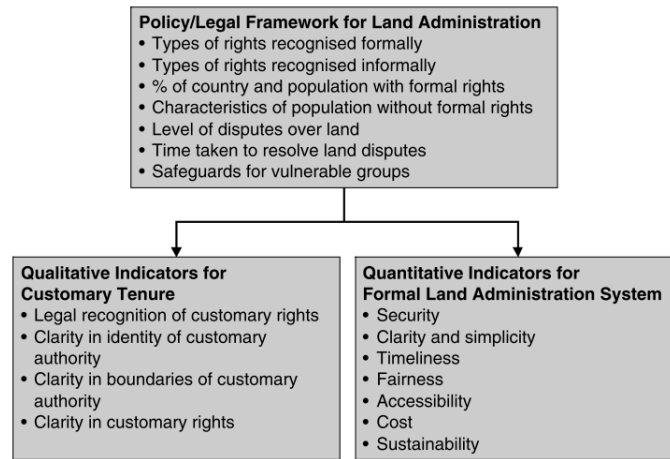 Policy/Legal Framework for Land Administration
• Types of rights recognised formally
• Types of rights recognised informally
• % of country and population with formal rights
• Characteristics of population without formal rights
• Level of disputes over land
• Time taken to resolve land disputes
• Safeguards for vulnerable groups
Qualitative Indicators for
Customary Tenure
• Legal recognition of customary rights
• Clarity in identity of customary
authority
• Clarity in boundaries of customary
authority
• Clarity in customary rights
Quantitative Indicators for
Formal Land Administration System
• Security
• Clarity and simplicity
• Timeliness
• Fairness
• Accessibility
• Cost
• Sustainability